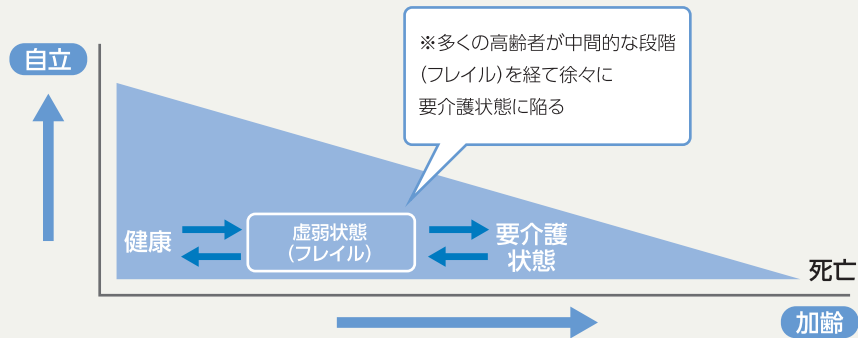 自立
※多くの高齢者が中間的な段階
(フレイル)を経て徐々に
要介護状態に陥る
健康
虚弱状態
(フレイル)
要介護
状態
死亡
加齢